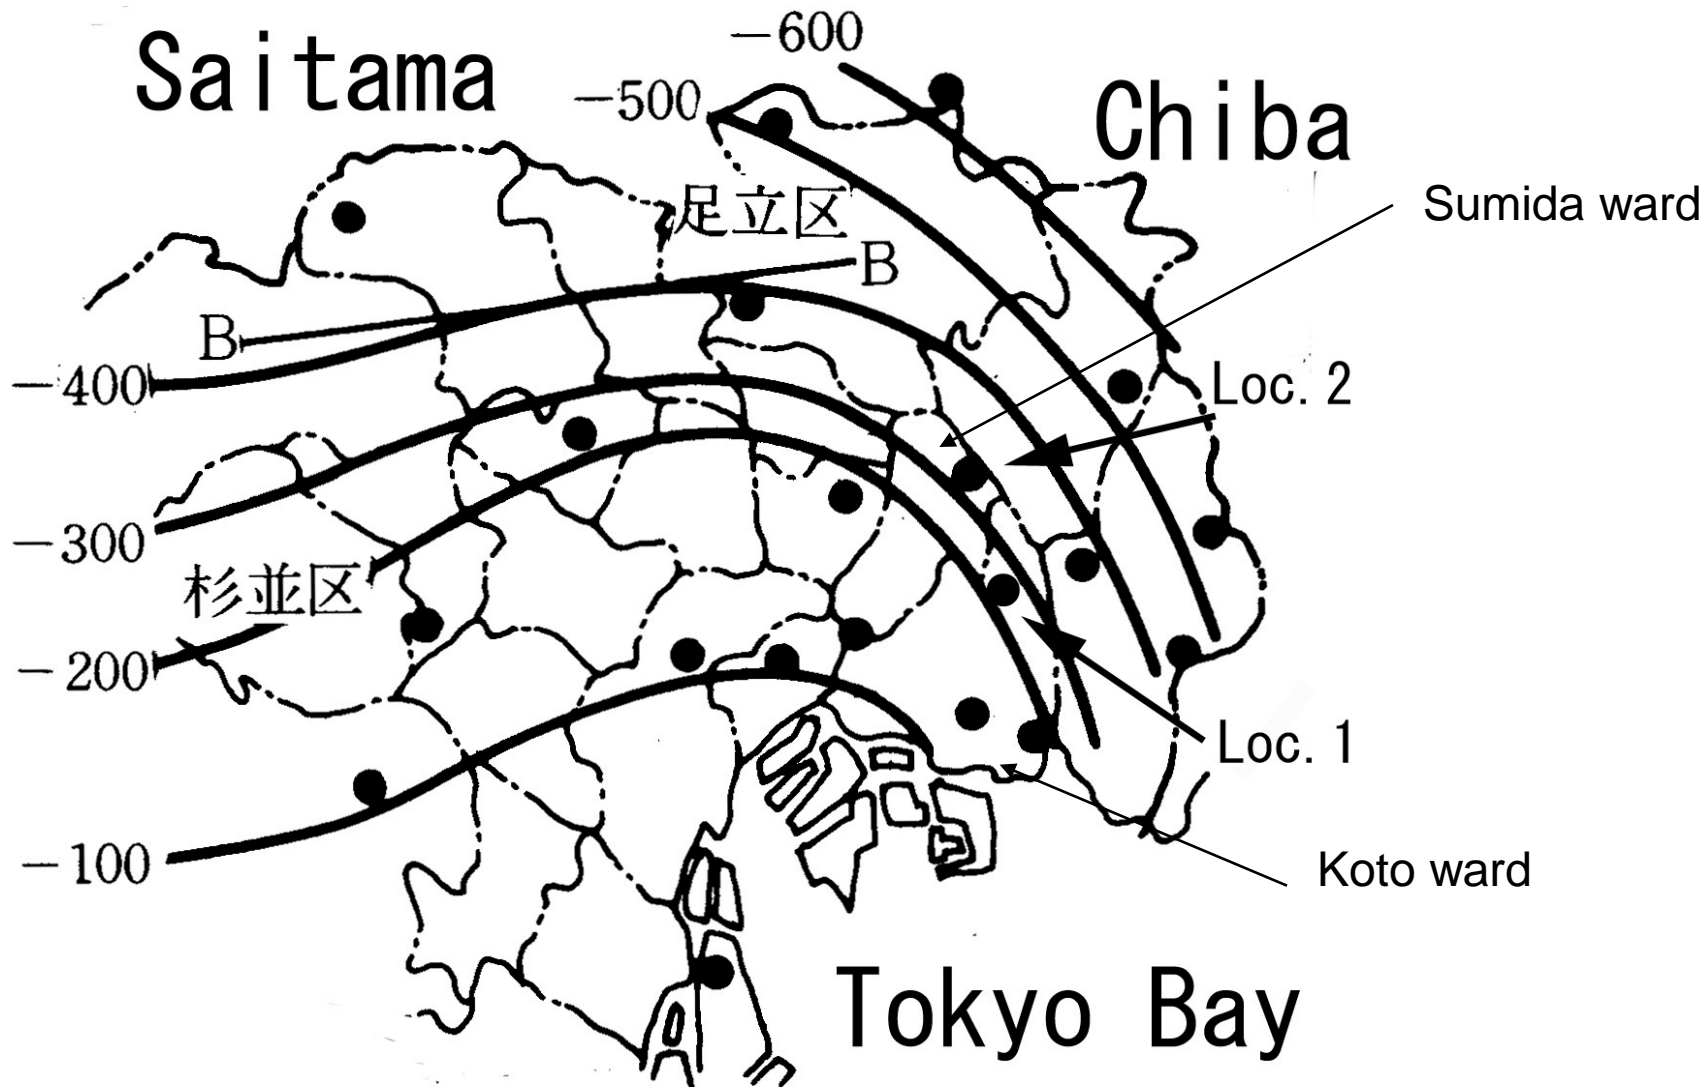 −600
Saitama
−500
Chiba
Sumida ward
足立区
B
B
−400
Loc. 2
−300
杉並区
−200
Loc. 1
−100
Koto ward
Tokyo Bay